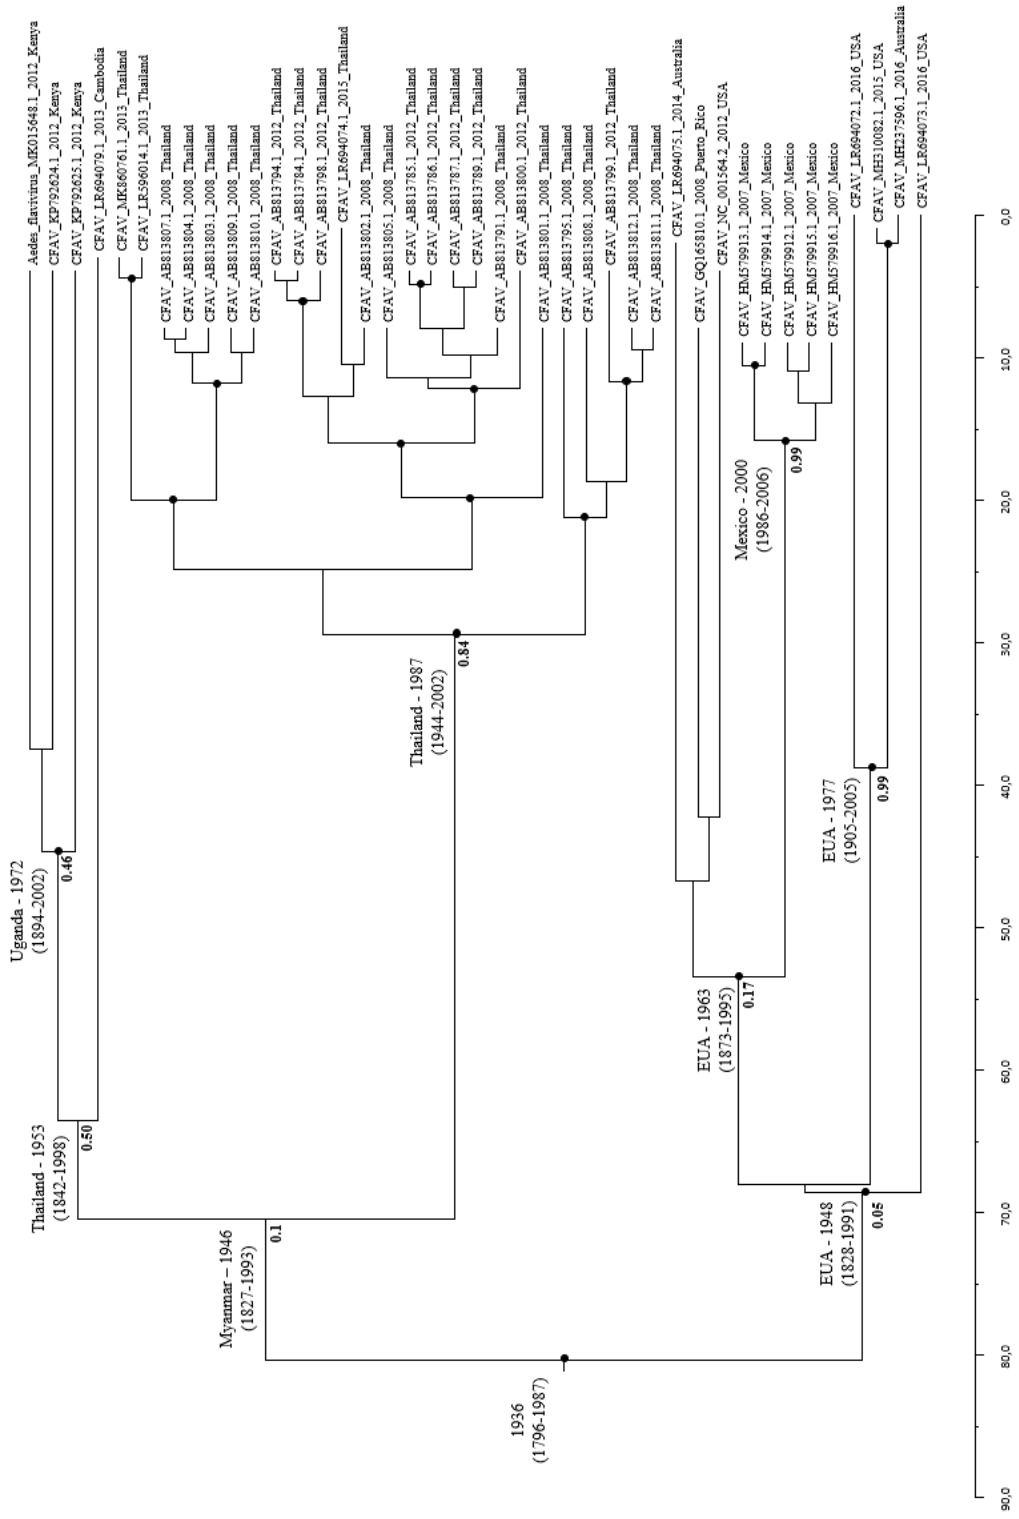 Aedes_flavivirus_MK015648.1_2012_Kenya
CFAV_KP792624.1_2012_Kenya
CFAV_KP792625.1_2012_Kenya
CFAV_LR694079.1_2013_Cambodia
CFAV_MK860761.1_2013_Thailand
CFAV_LR596014.1_2013_Thailand
CFAV_AB813807.1_2008_Thailand
CFAV_AB813804.1_2008_Thailand
CFAV_AB813803.1_2008_Thailand
CFAV_AB813809.1_2008_Thailand
CFAV_AB813810.1_2008_Thailand
CFAV_AB813794.1_2012_Thailand
CFAV_AB813784.1_2012_Thailand
CFAV_AB813798.1_2012_Thailand
CFAV_LR694074.1_2015_Thailand
CFAV_AB813802.1_2008_Thailand
CFAV_AB813805.1_2008_Thailand
CFAV_AB813785.1_2012_Thailand
CFAV_AB813786.1_2012_Thailand
CFAV_AB813787.1_2012_Thailand
CFAV_AB813789.1_2012_Thailand
CFAV_AB813791.1_2008_Thailand
CFAV_AB813800.1_2012_Thailand
CFAV_AB813801.1_2008_Thailand
CFAV_AB813795.1_2008_Thailand
CFAV_AB813808.1_2008_Thailand
CFAV_AB813799.1_2012_Thailand
CFAV_AB813812.1_2008_Thailand
CFAV_AB813811.1_2008_Thailand
CFAV_LR694075.1_2014_Australia
CFAV_GQ165810.1_2008_Puerto_Rico
CFAV_NC_001564.2_2012_USA
CFAV_HM579913.1_2007_Mexico
CFAV_HM579914.1_2007_Mexico
CFAV_HM579912.1_2007_Mexico
CFAV_HM579915.1_2007_Mexico
CFAV_HM579916.1_2007_Mexico
CFAV_LR694072.1_2016_USA
CFAV_MH310082.1_2015_USA
CFAV_MH237596.1_2016_Australia
CFAV_LR694073.1_2016_USA
Uganda - 1972
(1894-2002)
0.46
Thailand - 1953
(1842-1998)
0.50
Myanmar – 1946
(1827-1993)
0.1
Thailand - 1987
(1944-2002)
0.84
1936
(1796-1987)
EUA - 1963
(1873-1995)
0.17
Mexico - 2000
(1986-2006)
0.99
EUA - 1977
(1905-2005)
0.99
EUA - 1948
(1828-1991)
0.05
90,0
80,0
70,0
60,0
50,0
40,0
30,0
20,0
10,0
0,0